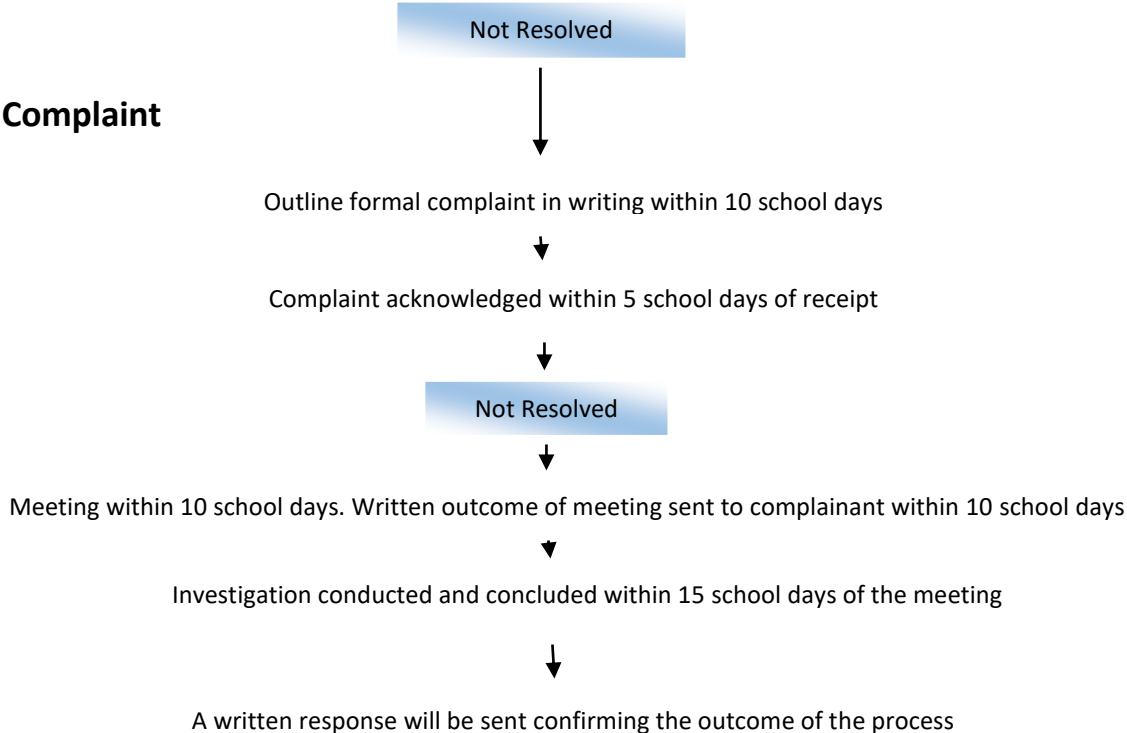 Not Resolved
Complaint
Outline formal complaint in writing within 10 school days
Complaint acknowledged within 5 school days of receipt
Not Resolved
Meeting within 10 school days. Written outcome of meeting sent to complainant within 10 school days
Investigation conducted and concluded within 15 school days of the meeting
A written response will be sent confirming the outcome of the process